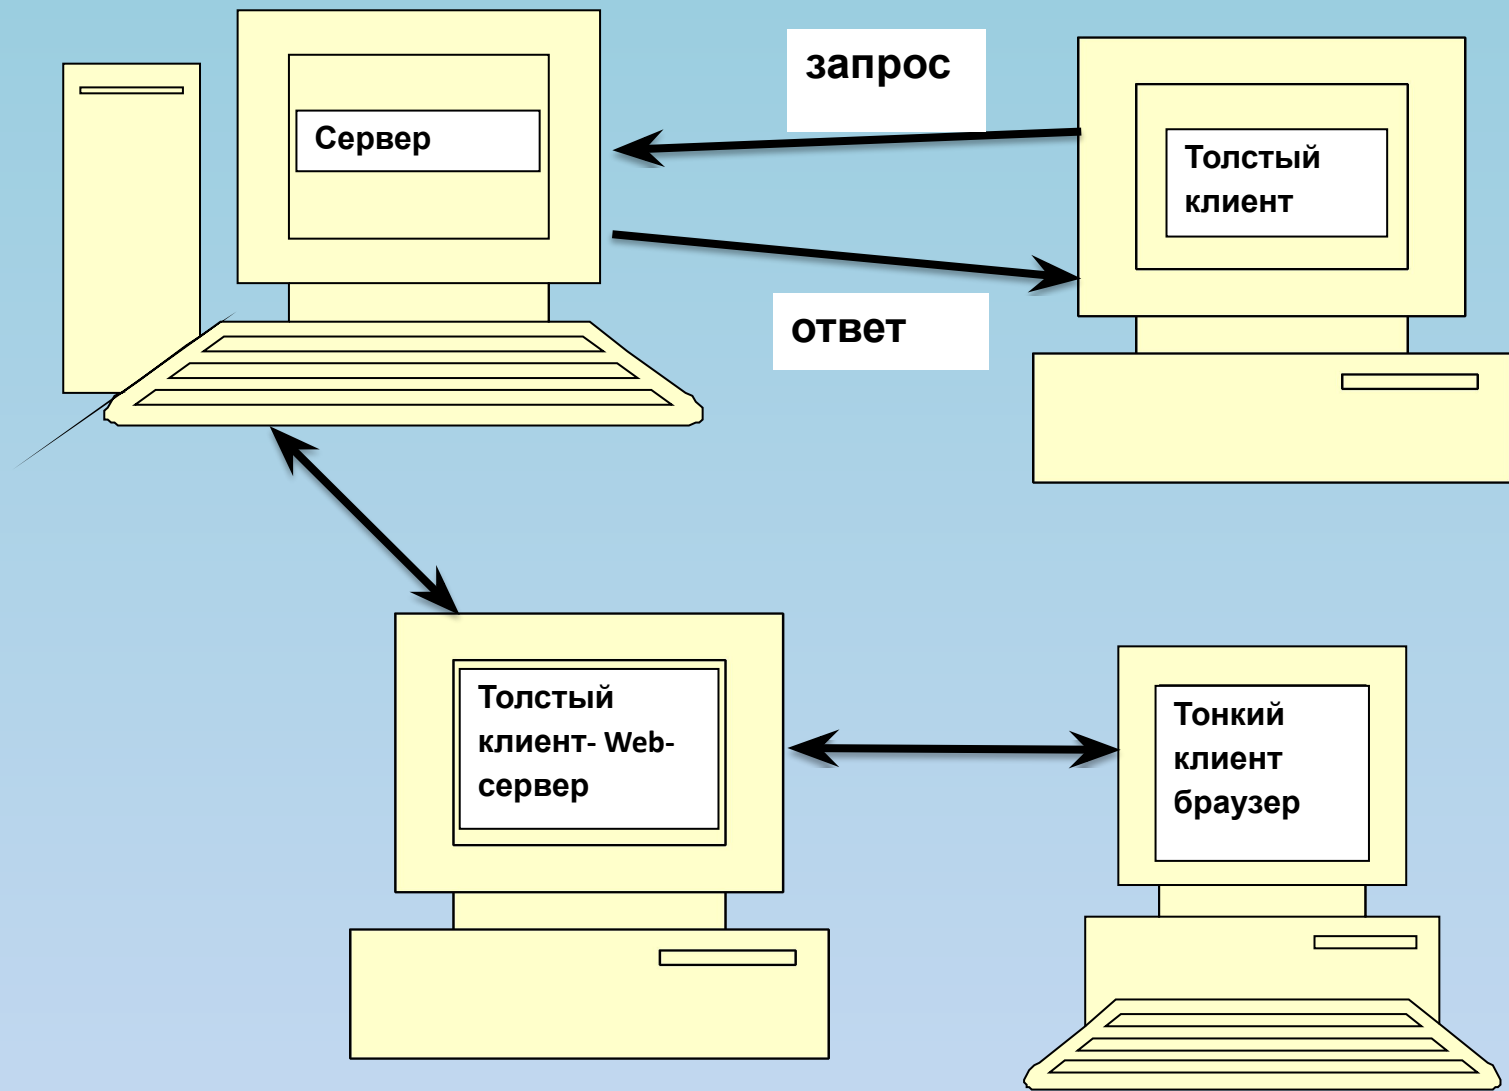 запрос
Сервер
Толстый
клиент
ответ
Толстый
клиент- Web-
сервер
Тонкий
клиент
браузер